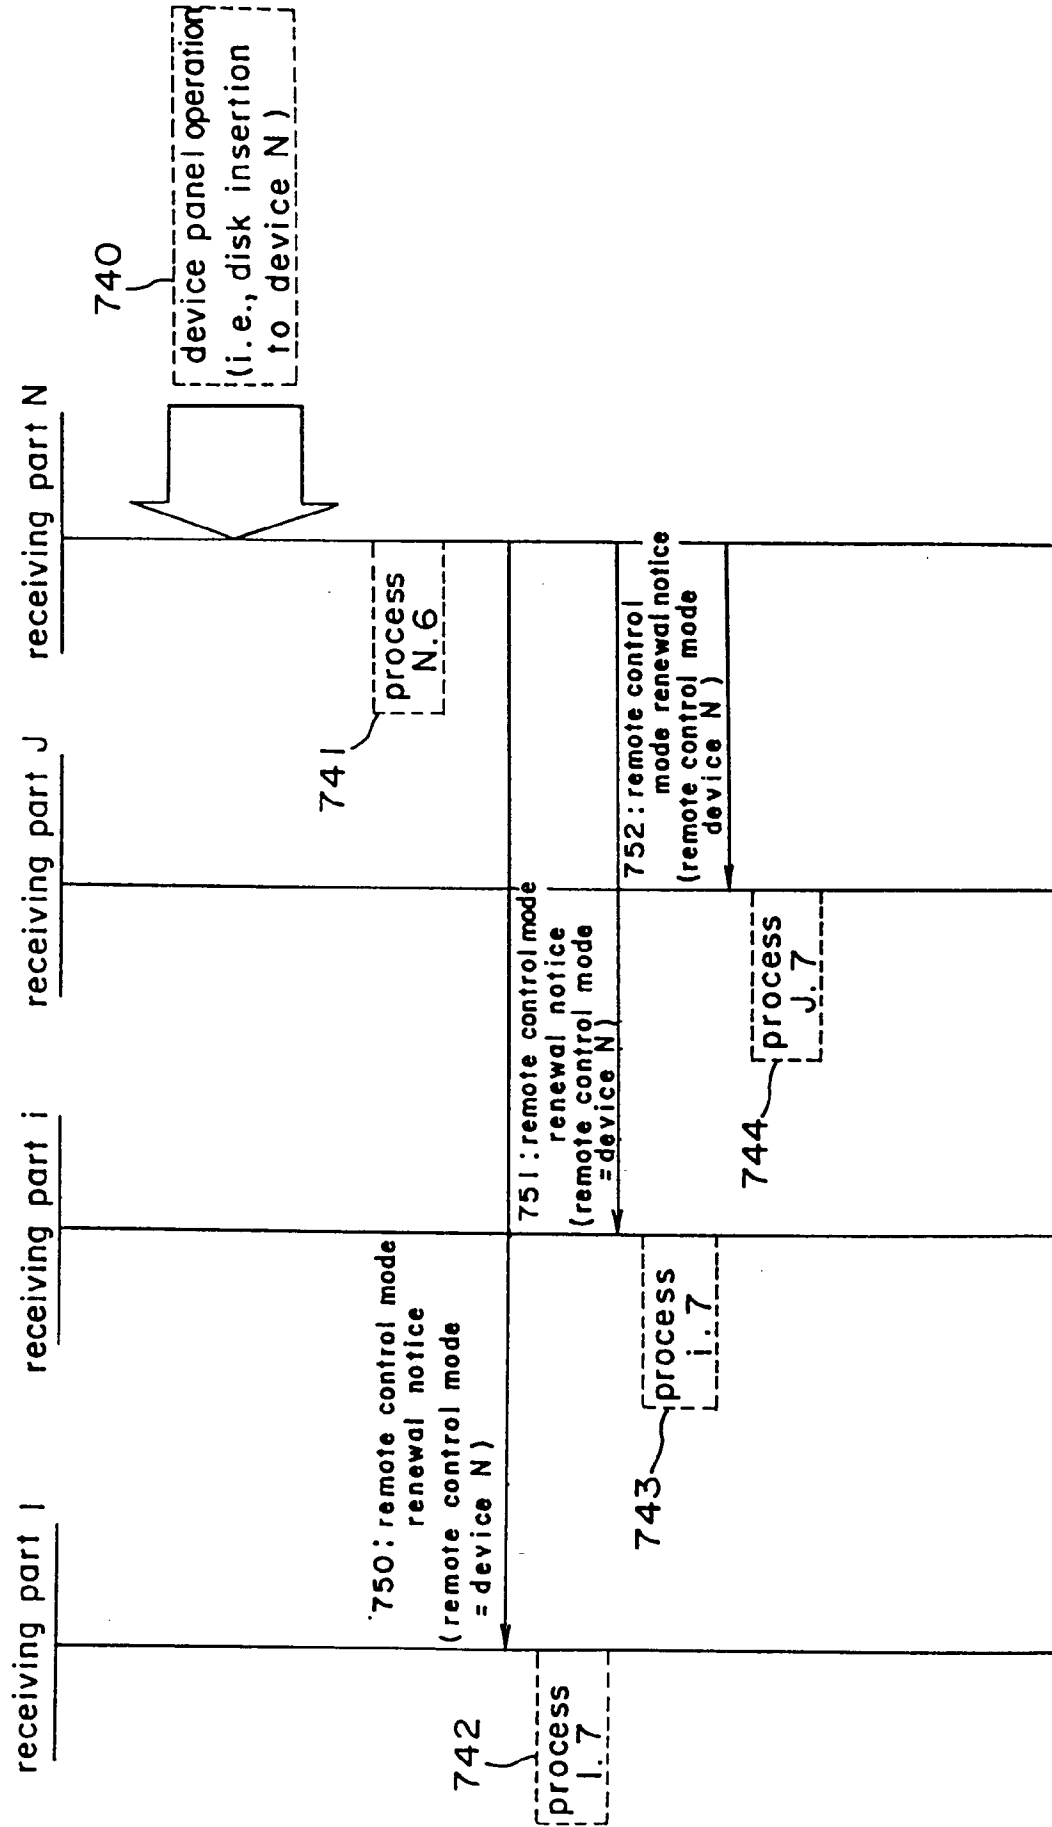 receiving part 1
receiving part i
receiving part J
receiving part N
740
device panel operation
(i.e., disk insertion
to device N )
741
process
N.6
750: remote control mode
renewal notice
(remote control mode
= device N)
751: remote control mode
renewal notice
(remote control mode
= device N)
752: remote control
mode renewal notice
(remote control mode
device N )
742
process
1.7
743
process
i.7
744
process
J.7